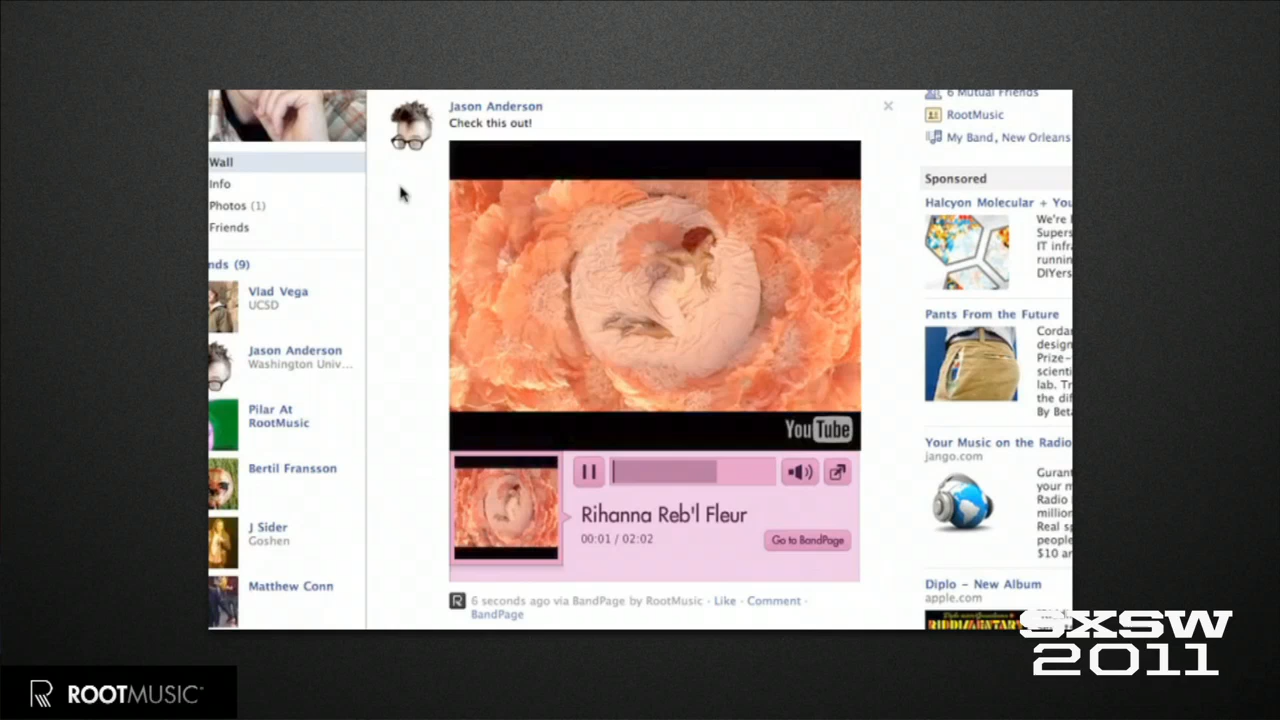 Wall
Info
Photos (1)
Friends
nds (9)
Vlad Vega
UCSD
Jason Anderson
Washington Univ...
Pilar At
RootMusic
Bertil Fransson
J Sider
Goshen
Matthew Conn
Jason Anderson
Check this out!
YouTube
Rihanna Reb'l Fleur
00:01 / 02:02
Go to BandPage
6 seconds ago via BandPage by RootMusic · Like · Comment ·
BandPage
6 Mutual Friends
RootMusic
My Band, New Orleans
Sponsored
Halcyon Molecular + You
We're
Supers
IT infr
runnin
DIYers
Pants From the Future
Corda
design
Prize-
scienti
lab. Tr
the dif
By Beta
Your Music on the Radio
jango.com
Gurant
your m
Radio
million
Real s
people
$10 ar
Diplo - New Album
apple.com
SXSW
2011
ROOTMUSIC